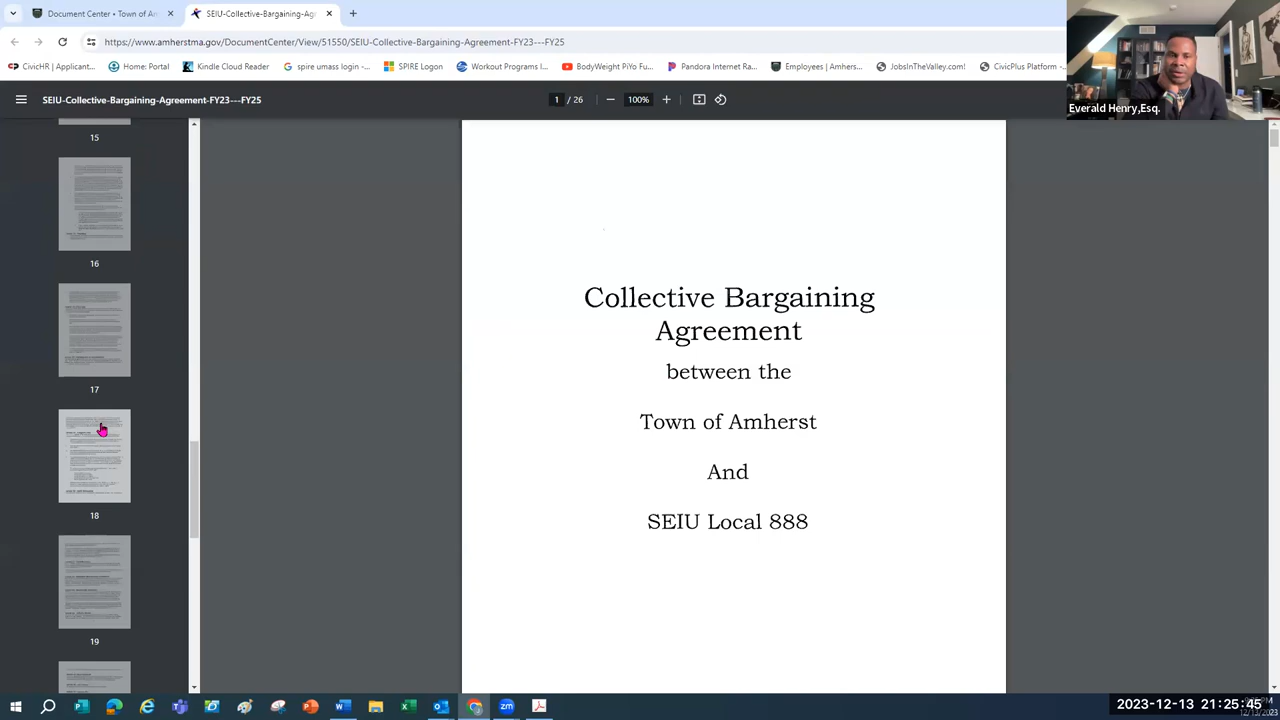 Document Center • Town of Am
SEIU-Collective-Bargaining-Ag
https://www.amherstma.gov/DocumentCenter/View/51550/SEIU-Collective-Bargaining-Agreement-FY23---FY25
CivicHR | Applicant...
Home: Portal
Kindle Cloud Reader
spire umass login -...
Work out Programs I...
BodyWeight PiYo Fu...
Pandora Internet Ra...
Employees | Amhers...
JobsInTheValley.com!
CivicPlus Platform -
Everald Henry,Esq.
SEIU-Collective-Bargaining-Agreement-FY23---FY25
1 / 26
100%
15
16
17
18
19
Collective Bargaining
Agreement
between the
Town of Amherst
And
SEIU Local 888
2023-12-13 21:25:45